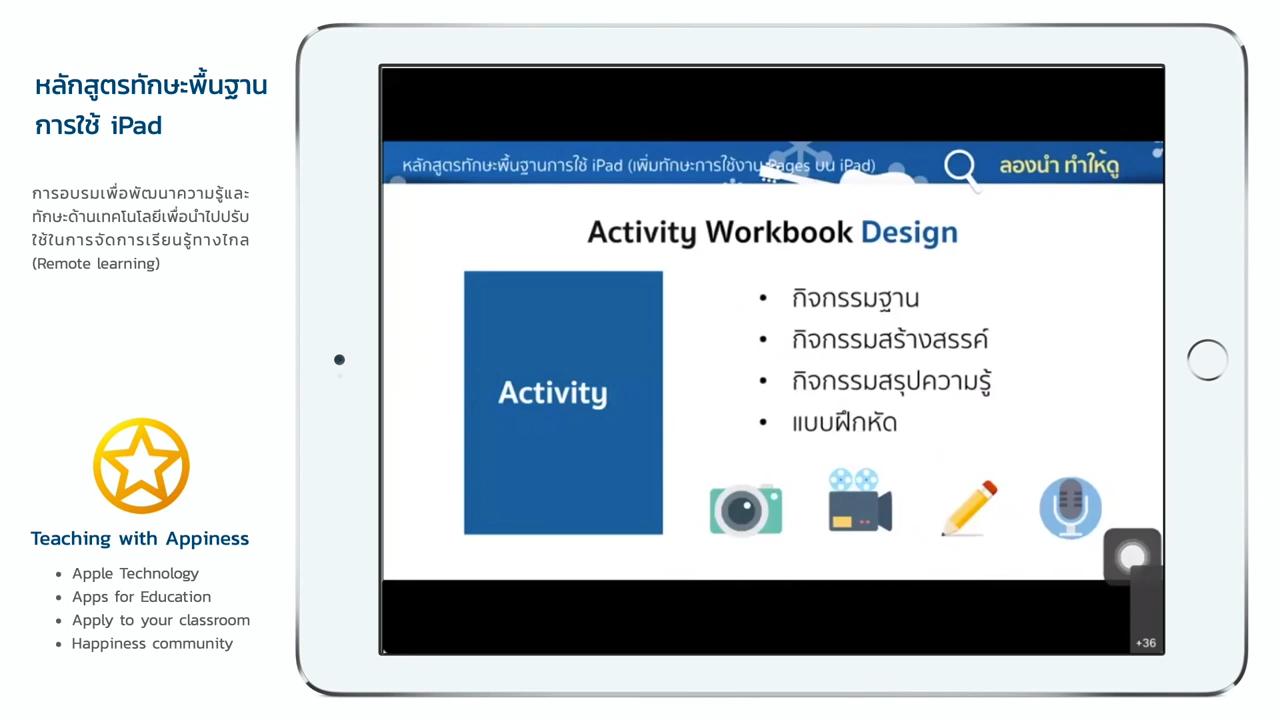 หลักสูตรทักษะพื้นฐาน
การใช้ iPad
การอบรมเพื่อพัฒนาความรู้และ
ทักษะด้านเทคโนโลยีเพื่อนำไปปรับ
ใช้ในการจัดการเรียนรู้ทางไกล
(Remote learning)
Teaching with Appiness
• Apple Technology
• Apps for Education
• Apply to your classroom
• Happiness community
หลักสูตรทักษะพื้นฐานการใช้ iPad (เพิ่มทักษะการใช้งาน Pages บน iPad)
ลองนำ ทำให้ดู
Activity Workbook Design
Activity
• กิจกรรมฐาน
• กิจกรรมสร้างสรรค์
• กิจกรรมสรุปความรู้
• แบบฝึกหัด
+36